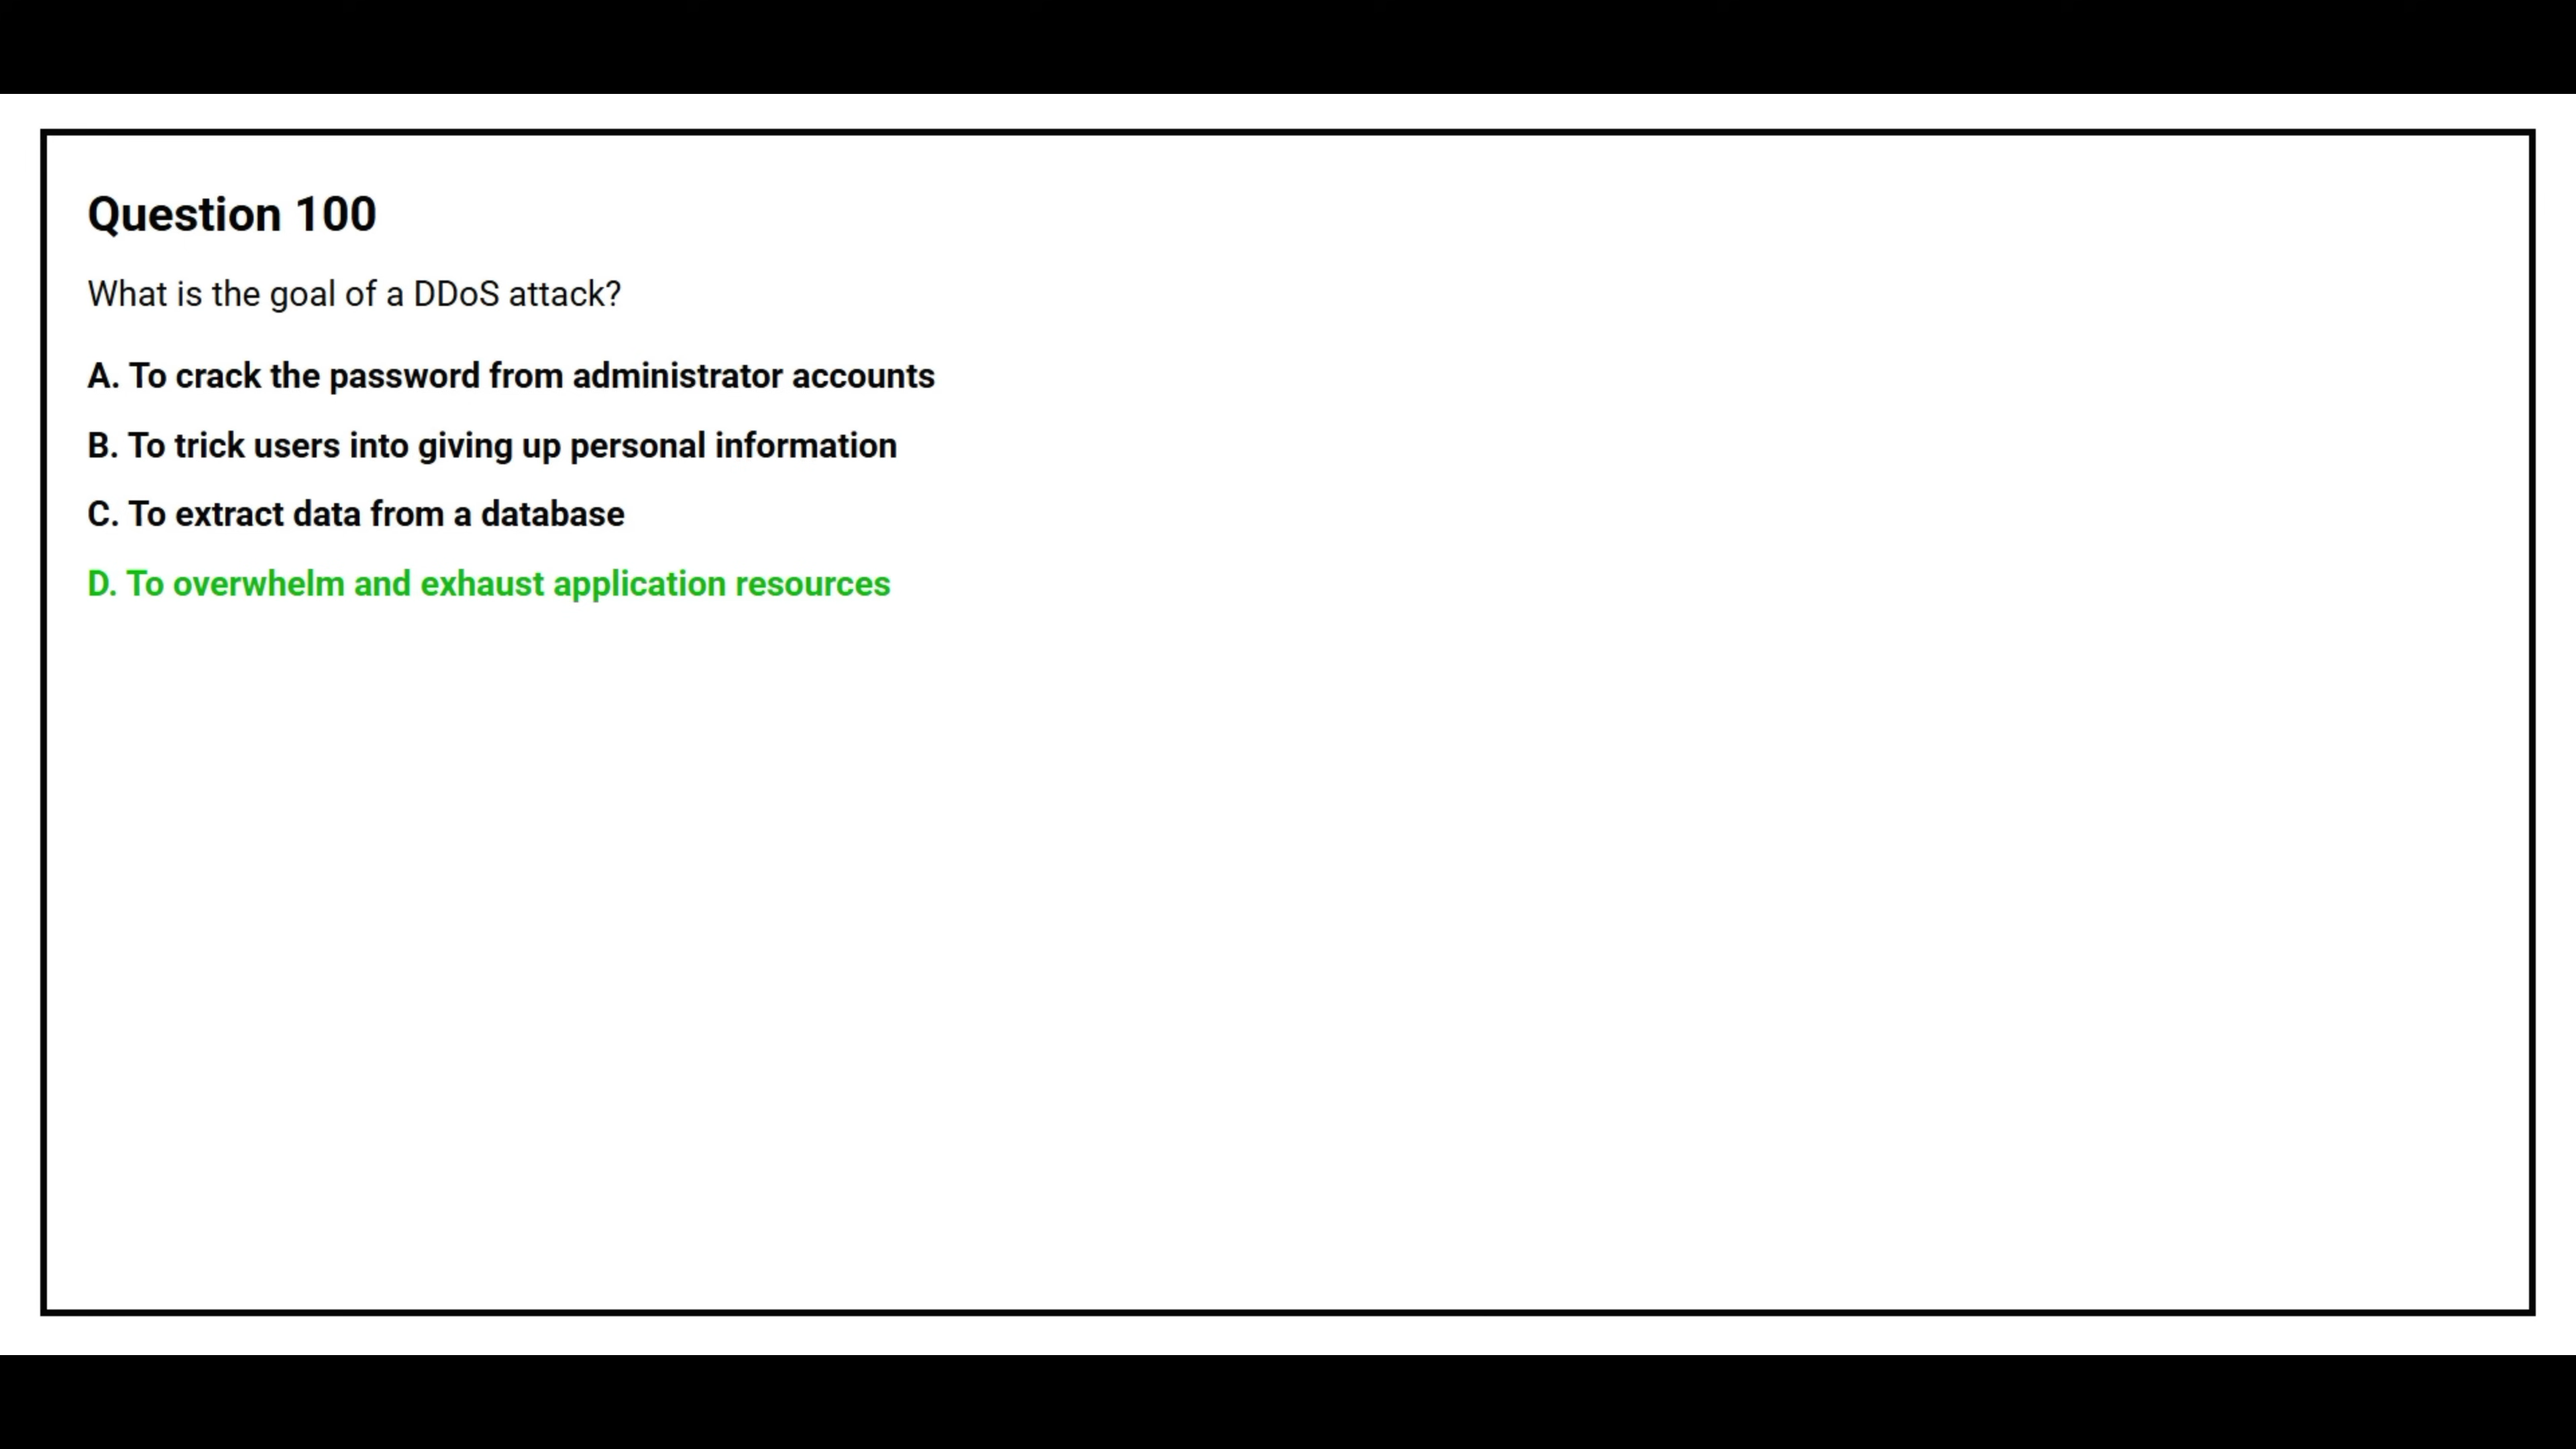 Question 100
What is the goal of a DDoS attack?
A. To crack the password from administrator accounts
B. To trick users into giving up personal information
C. To extract data from a database
D. To overwhelm and exhaust application resources